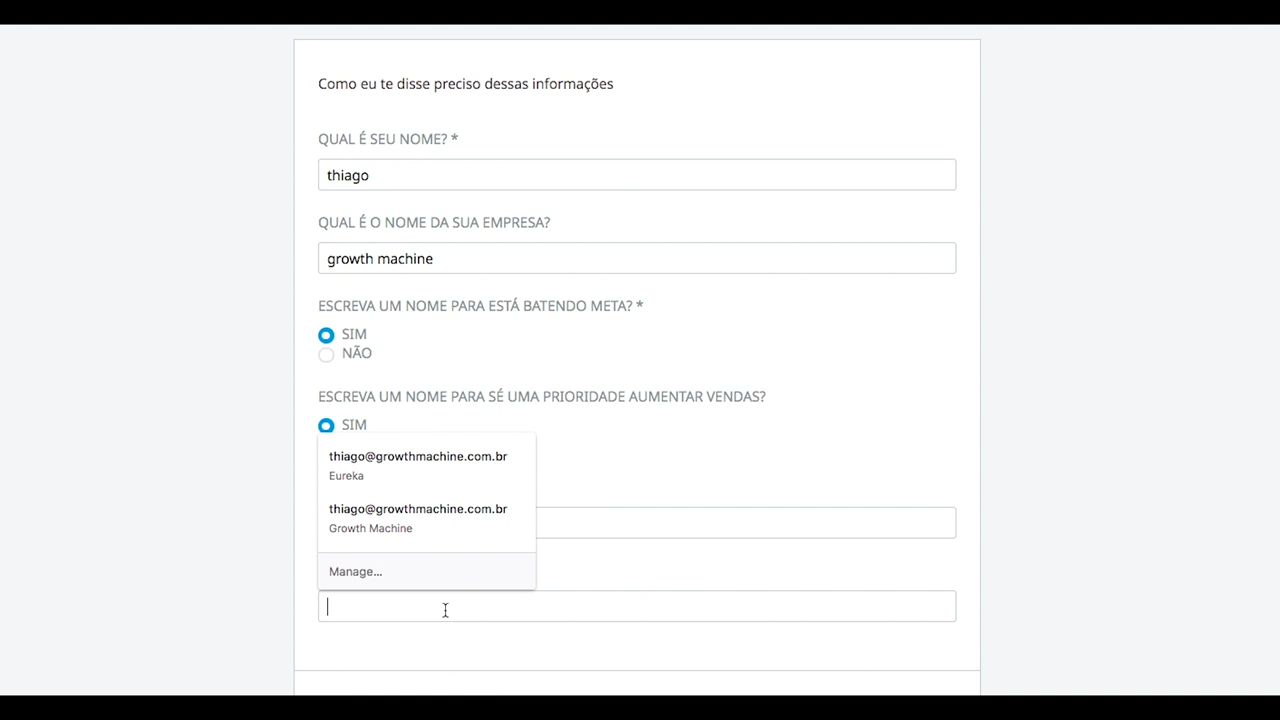 Como eu te disse preciso dessas informações
QUAL É SEU NOME? *
thiago
QUAL É O NOME DA SUA EMPRESA?
growth machine
ESCREVA UM NOME PARA ESTÁ BATENDO META? *
SIM
NÃO
ESCREVA UM NOME PARA SÉ UMA PRIORIDADE AUMENTAR VENDAS?
SIM
thiago@growthmachine.com.br
Eureka
thiago@growthmachine.com.br
Growth Machine
Manage...